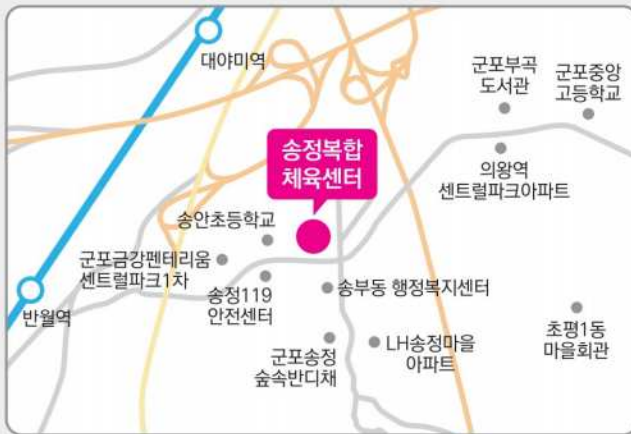 대야미역
군포부곡
도서관
군포중앙
고등학교
송정복합
체육센터
의왕역
센트럴파크아파트
송안초등학교
군포금강펜테리움
센트럴파크1차
송정119
안전센터
송부동 행정복지센터
반월역
군포송정
숲속반디채
LH송정마을
아파트
초평1동
마을회관